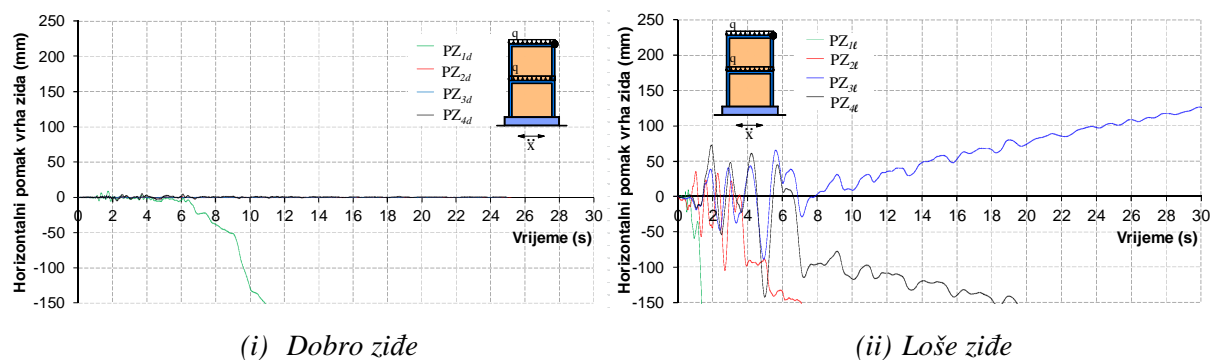 Horizontalni pomak vrha zida (mm)
250
200
150
100
50
0
-50
-100
-150
0 2 4 6 8 10 12 14 16 18 20 22 24 26 28 30
Vrijeme (s)
PZ1d
PZ2d
PZ3d
PZ4d
q
q
ẍ
(i) Dobro ziđe
Horizontalni pomak vrha zida (mm)
250
200
150
100
50
0
-50
-100
-150
0 2 4 6 8 10 12 14 16 18 20 22 24 26 28 30
Vrijeme (s)
q
q
ẍ
PZ1ℓ
PZ2ℓ
PZ3ℓ
PZ4ℓ
(ii) Loše ziđe